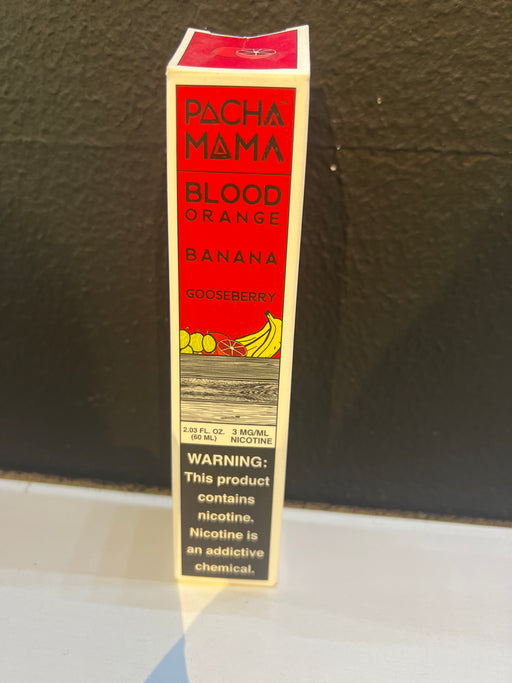 PACHA™
MAMA
BLOOD
ORANGE
BANANA
GOOSEBERRY
2.03 FL. OZ.
(60 ML)
3 MG/ML
NICOTINE
WARNING:
This product
contains
nicotine.
Nicotine is
an addictive
chemical.